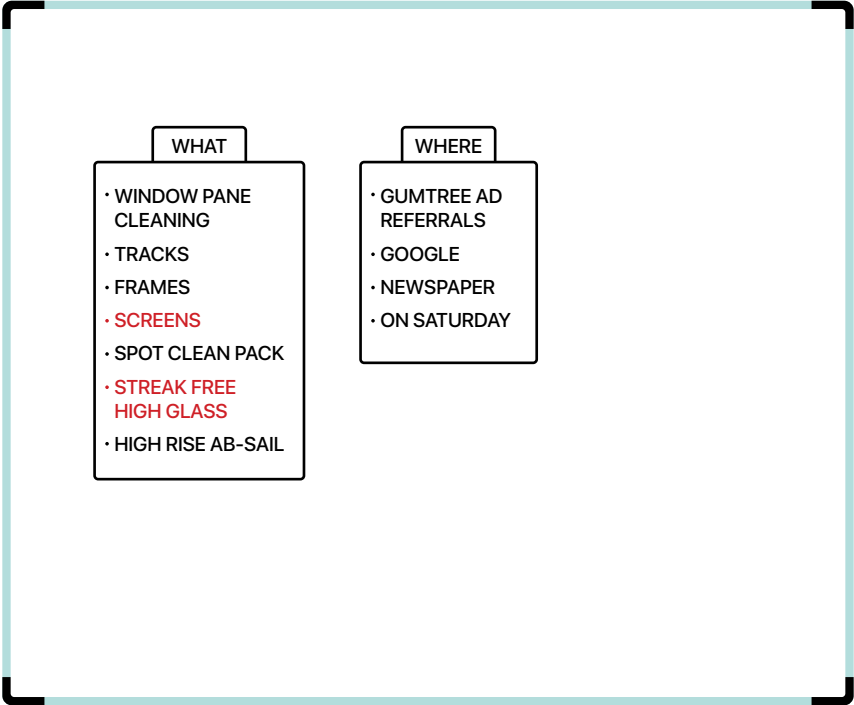 WHAT
· WINDOW PANE
CLEANING
· TRACKS
· FRAMES
· SCREENS
· SPOT CLEAN PACK
· STREAK FREE
HIGH GLASS
· HIGH RISE AB-SAIL
WHERE
· GUMTREE AD
REFERRALS
· GOOGLE
· NEWSPAPER
· ON SATURDAY